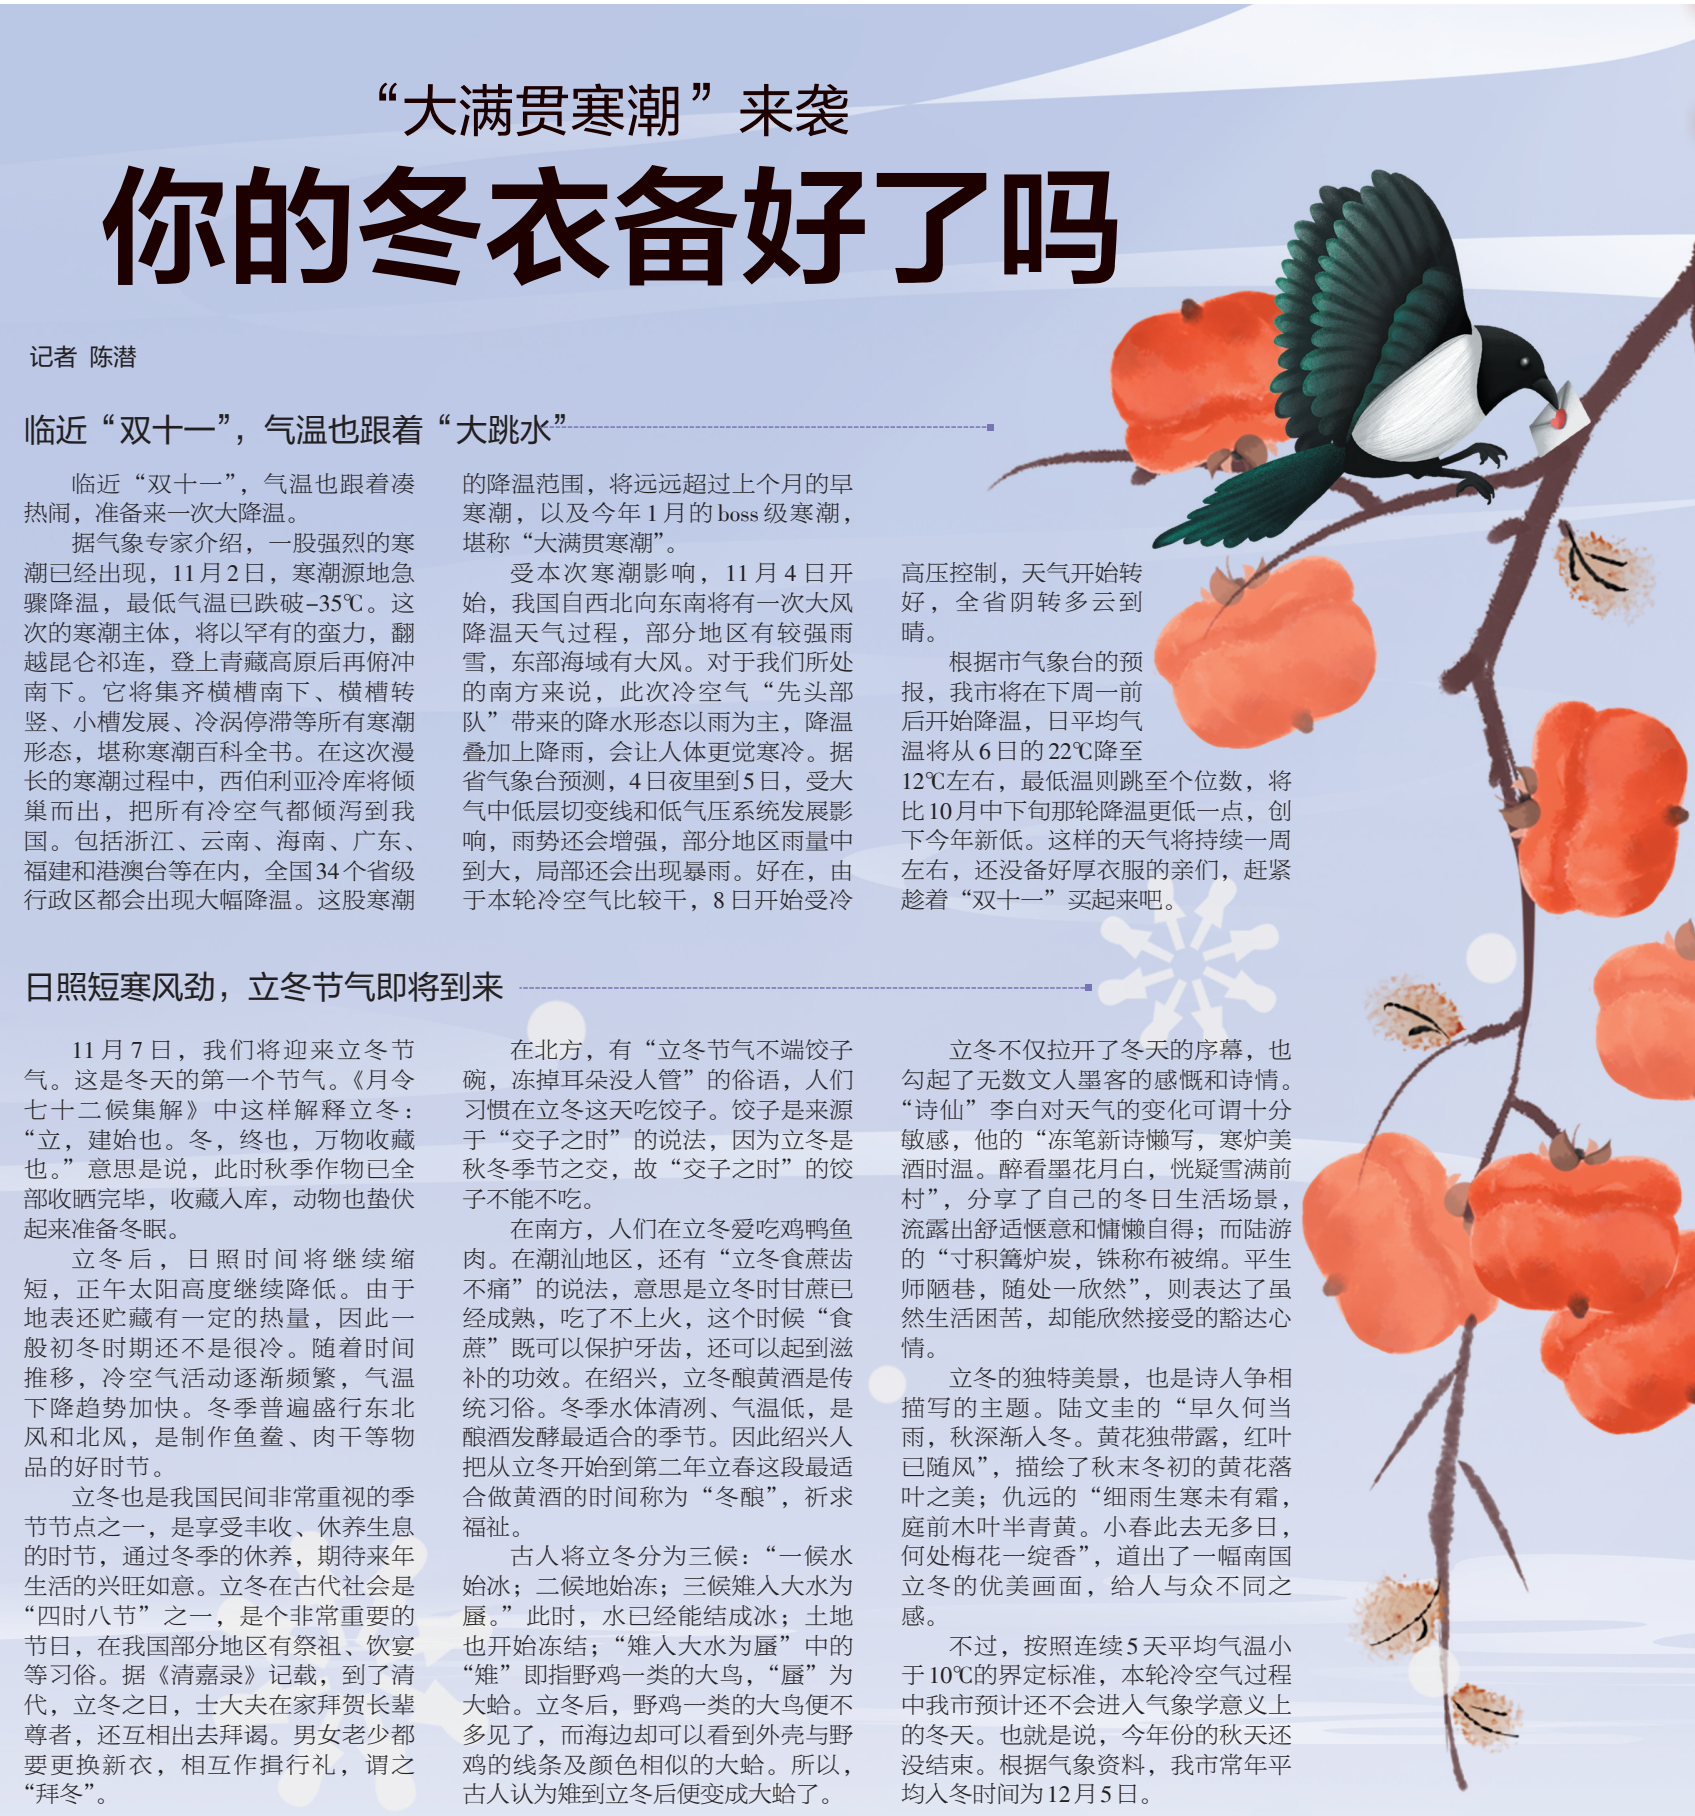 “大满贯寒潮”来袭
你的冬衣备好了吗
记者 陈潜
临近“双十一”，气温也跟着“大跳水”
临近“双十一”，气温也跟着凑
热闹，准备来一次大降温。
据气象专家介绍，一股强烈的寒
潮已经出现，11月2日，寒潮源地急
骤降温，最低气温已跌破-35℃。这
次的寒潮主体，将以罕有的蛮力，翻
越昆仑祁连，登上青藏高原后再俯冲
南下。它将集齐横槽南下、横槽转
竖、小槽发展、冷涡停滞等所有寒潮
形态，堪称寒潮百科全书。在这次漫
长的寒潮过程中，西伯利亚冷库将倾
巢而出，把所有冷空气都倾泻到我
国。包括浙江、云南、海南、广东、
福建和港澳台等在内，全国34个省级
行政区都会出现大幅降温。这股寒潮
的降温范围，将远远超过上个月的早
寒潮，以及今年1月的boss级寒潮，
堪称“大满贯寒潮”。
受本次寒潮影响，11月4日开
始，我国自西北向东南将有一次大风
降温天气过程，部分地区有较强雨
雪，东部海域有大风。对于我们所处
的南方来说，此次冷空气“先头部
队”带来的降水形态以雨为主，降温
叠加上降雨，会让人体更觉寒冷。据
省气象台预测，4日夜里到5日，受大
气中低层切变线和低气压系统发展影
响，雨势还会增强，部分地区雨量中
到大，局部还会出现暴雨。好在，由
于本轮冷空气比较干，8日开始受冷
高压控制，天气开始转
好，全省阴转多云到
晴。
根据市气象台的预
报，我市将在下周一前
后开始降温，日平均气
温将从6日的22℃降至
12℃左右，最低温则跳至个位数，将
比10月中下旬那轮降温更低一点，创
下今年新低。这样的天气将持续一周
左右，还没备好厚衣服的亲们，赶紧
趁着“双十一”买起来吧。
日照短寒风劲，立冬节气即将到来
11月7日，我们将迎来立冬节
气。这是冬天的第一个节气。《月令
七十二候集解》中这样解释立冬：
“立，建始也。冬，终也，万物收藏
也。”意思是说，此时秋季作物已全
部收晒完毕，收藏入库，动物也蛰伏
起来准备冬眠。
立冬后，日照时间将继续缩
短，正午太阳高度继续降低。由于
地表还贮藏有一定的热量，因此一
般初冬时期还不是很冷。随着时间
推移，冷空气活动逐渐频繁，气温
下降趋势加快。冬季普遍盛行东北
风和北风，是制作鱼鲞、肉干等物
品的好时节。
立冬也是我国民间非常重视的季
节节点之一，是享受丰收、休养生息
的时节，通过冬季的休养，期待来年
生活的兴旺如意。立冬在古代社会是
“四时八节”之一，是个非常重要的
节日，在我国部分地区有祭祖、饮宴
等习俗。据《清嘉录》记载，到了清
代，立冬之日，士大夫在家拜贺长辈
尊者，还互相出去拜谒。男女老少都
要更换新衣，相互作揖行礼，谓之
“拜冬”。
在北方，有“立冬节气不端饺子
碗，冻掉耳朵没人管”的俗语，人们
习惯在立冬这天吃饺子。饺子是来源
于“交子之时”的说法，因为立冬是
秋冬季节之交，故“交子之时”的饺
子不能不吃。
在南方，人们在立冬爱吃鸡鸭鱼
肉。在潮汕地区，还有“立冬食蔗齿
不痛”的说法，意思是立冬时甘蔗已
经成熟，吃了不上火，这个时候“食
蔗”既可以保护牙齿，还可以起到滋
补的功效。在绍兴，立冬酿黄酒是传
统习俗。冬季水体清冽、气温低，是
酿酒发酵最适合的季节。因此绍兴人
把从立冬开始到第二年立春这段最适
合做黄酒的时间称为“冬酿”，祈求
福祉。
古人将立冬分为三候：“一候水
始冰；二候地始冻；三候雉入大水为
蜃。”此时，水已经能结成冰；土地
也开始冻结；“雉入大水为蜃”中的
“雉”即指野鸡一类的大鸟，“蜃”为
大蛤。立冬后，野鸡一类的大鸟便不
多见了，而海边却可以看到外壳与野
鸡的线条及颜色相似的大蛤。所以，
古人认为雉到立冬后便变成大蛤了。
立冬不仅拉开了冬天的序幕，也
勾起了无数文人墨客的感慨和诗情。
“诗仙”李白对天气的变化可谓十分
敏感，他的“冻笔新诗懒写，寒炉美
酒时温。醉看墨花月白，恍疑雪满前
村”，分享了自己的冬日生活场景，
流露出舒适惬意和慵懒自得；而陆游
的“寸积篝炉炭，铢称布被绵。平生
师陋巷，随处一欣然”，则表达了虽
然生活困苦，却能欣然接受的豁达心
情。
立冬的独特美景，也是诗人争相
描写的主题。陆文圭的“早久何当
雨，秋深渐入冬。黄花独带露，红叶
已随风”，描绘了秋末冬初的黄花落
叶之美；仇远的“细雨生寒未有霜，
庭前木叶半青黄。小春此去无多日，
何处梅花一绽香”，道出了一幅南国
立冬的优美画面，给人与众不同之
感。
不过，按照连续5天平均气温小
于10℃的界定标准，本轮冷空气过程
中我市预计还不会进入气象学意义上
的冬天。也就是说，今年份的秋天还
没结束。根据气象资料，我市常年平
均入冬时间为12月5日。